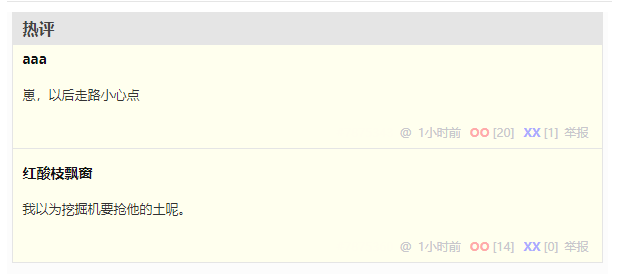 热评
aaa
崽，以后走路小心点
@ 1小时前 OO [20] XX [1] 举报
红酸枝飘窗
我以为挖掘机要抢他的土呢。
@ 1小时前 OO [14] XX [0] 举报